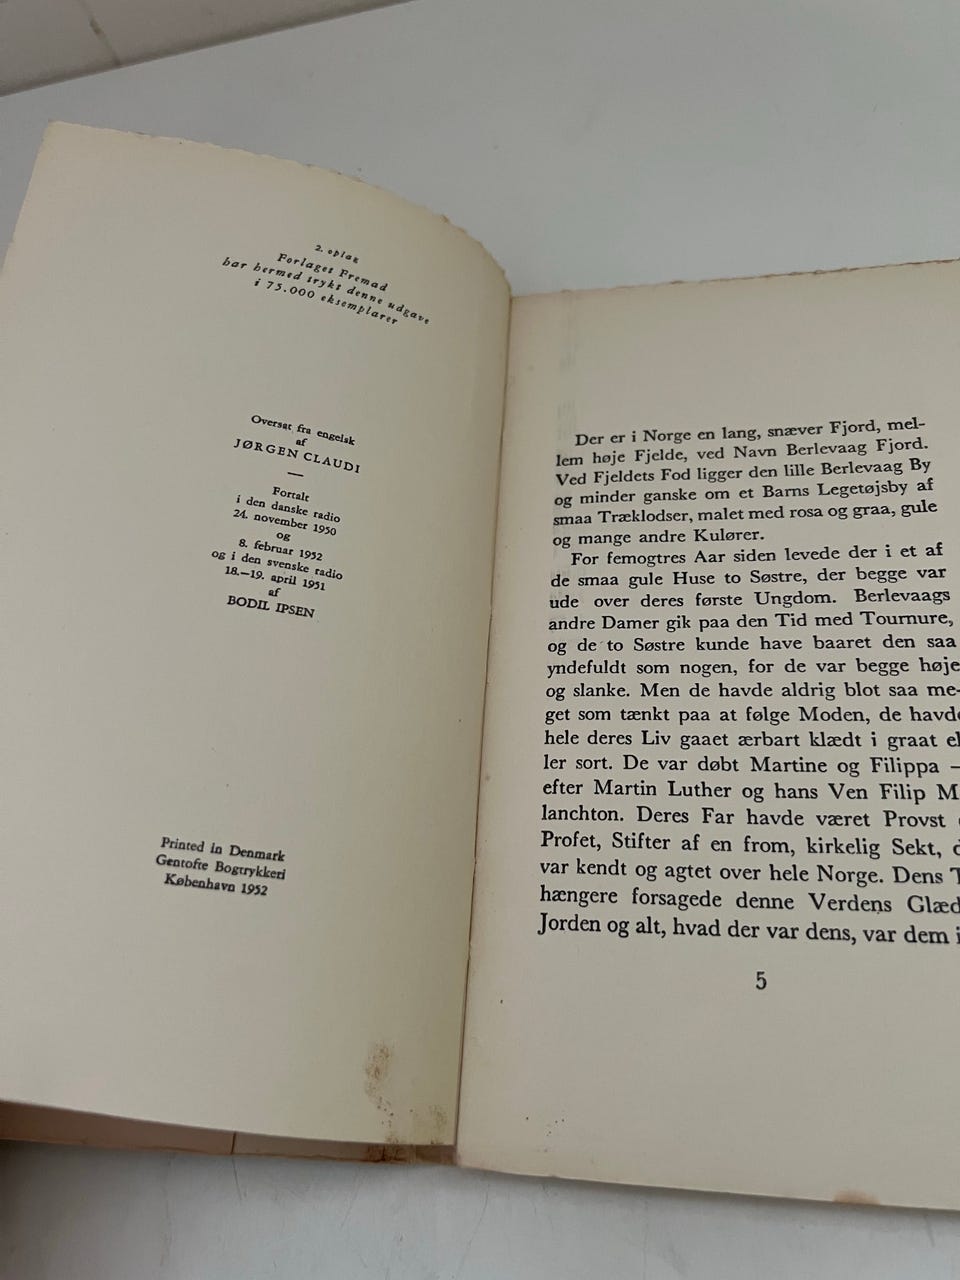 2. oplag
Forlaget Fremad
har hermed trykt denne udgave
i 75.000 eksemplarer
Oversat fra engelsk
af
JØRGEN CLAUDI
—
Fortalt
i den danske radio
24. november 1950
og
8. februar 1952
og i den svenske radio
18.—19. april 1951
af
BODIL IPSEN
Printed in Denmark
Gentofte Bogtrykkeri
København 1952
Der er i Norge en lang, snæver Fjord, mel-
lem høje Fjelde, ved Navn Berlevaag Fjord.
Ved Fjeldets Fod ligger den lille Berlevaag By
og minder ganske om et Barns Legetøjsby af
smaa Træklodser, malet med rosa og graa, gule
og mange andre Kulører.
For femogtres Aar siden levede der i et af
de smaa gule Huse to Søstre, der begge var
ude over deres første Ungdom. Berlevaags
andre Damer gik paa den Tid med Tournure,
og de to Søstre kunde have baaret den saa
yndefuldt som nogen, for de var begge høje
og slanke. Men de havde aldrig blot saa me-
get som tænkt paa at følge Moden, de havde
hele deres Liv gaaet ærbart klædt i graat el
ler sort. De var døbt Martine og Filippa —
efter Martin Luther og hans Ven Filip M
lanchton. Deres Far havde været Provst
Profet, Stifter af en from, kirkelig Sekt, d
var kendt og agtet over hele Norge. Dens T
hængere forsagede denne Verdens Glæd
Jorden og alt, hvad der var dens, var dem i
5